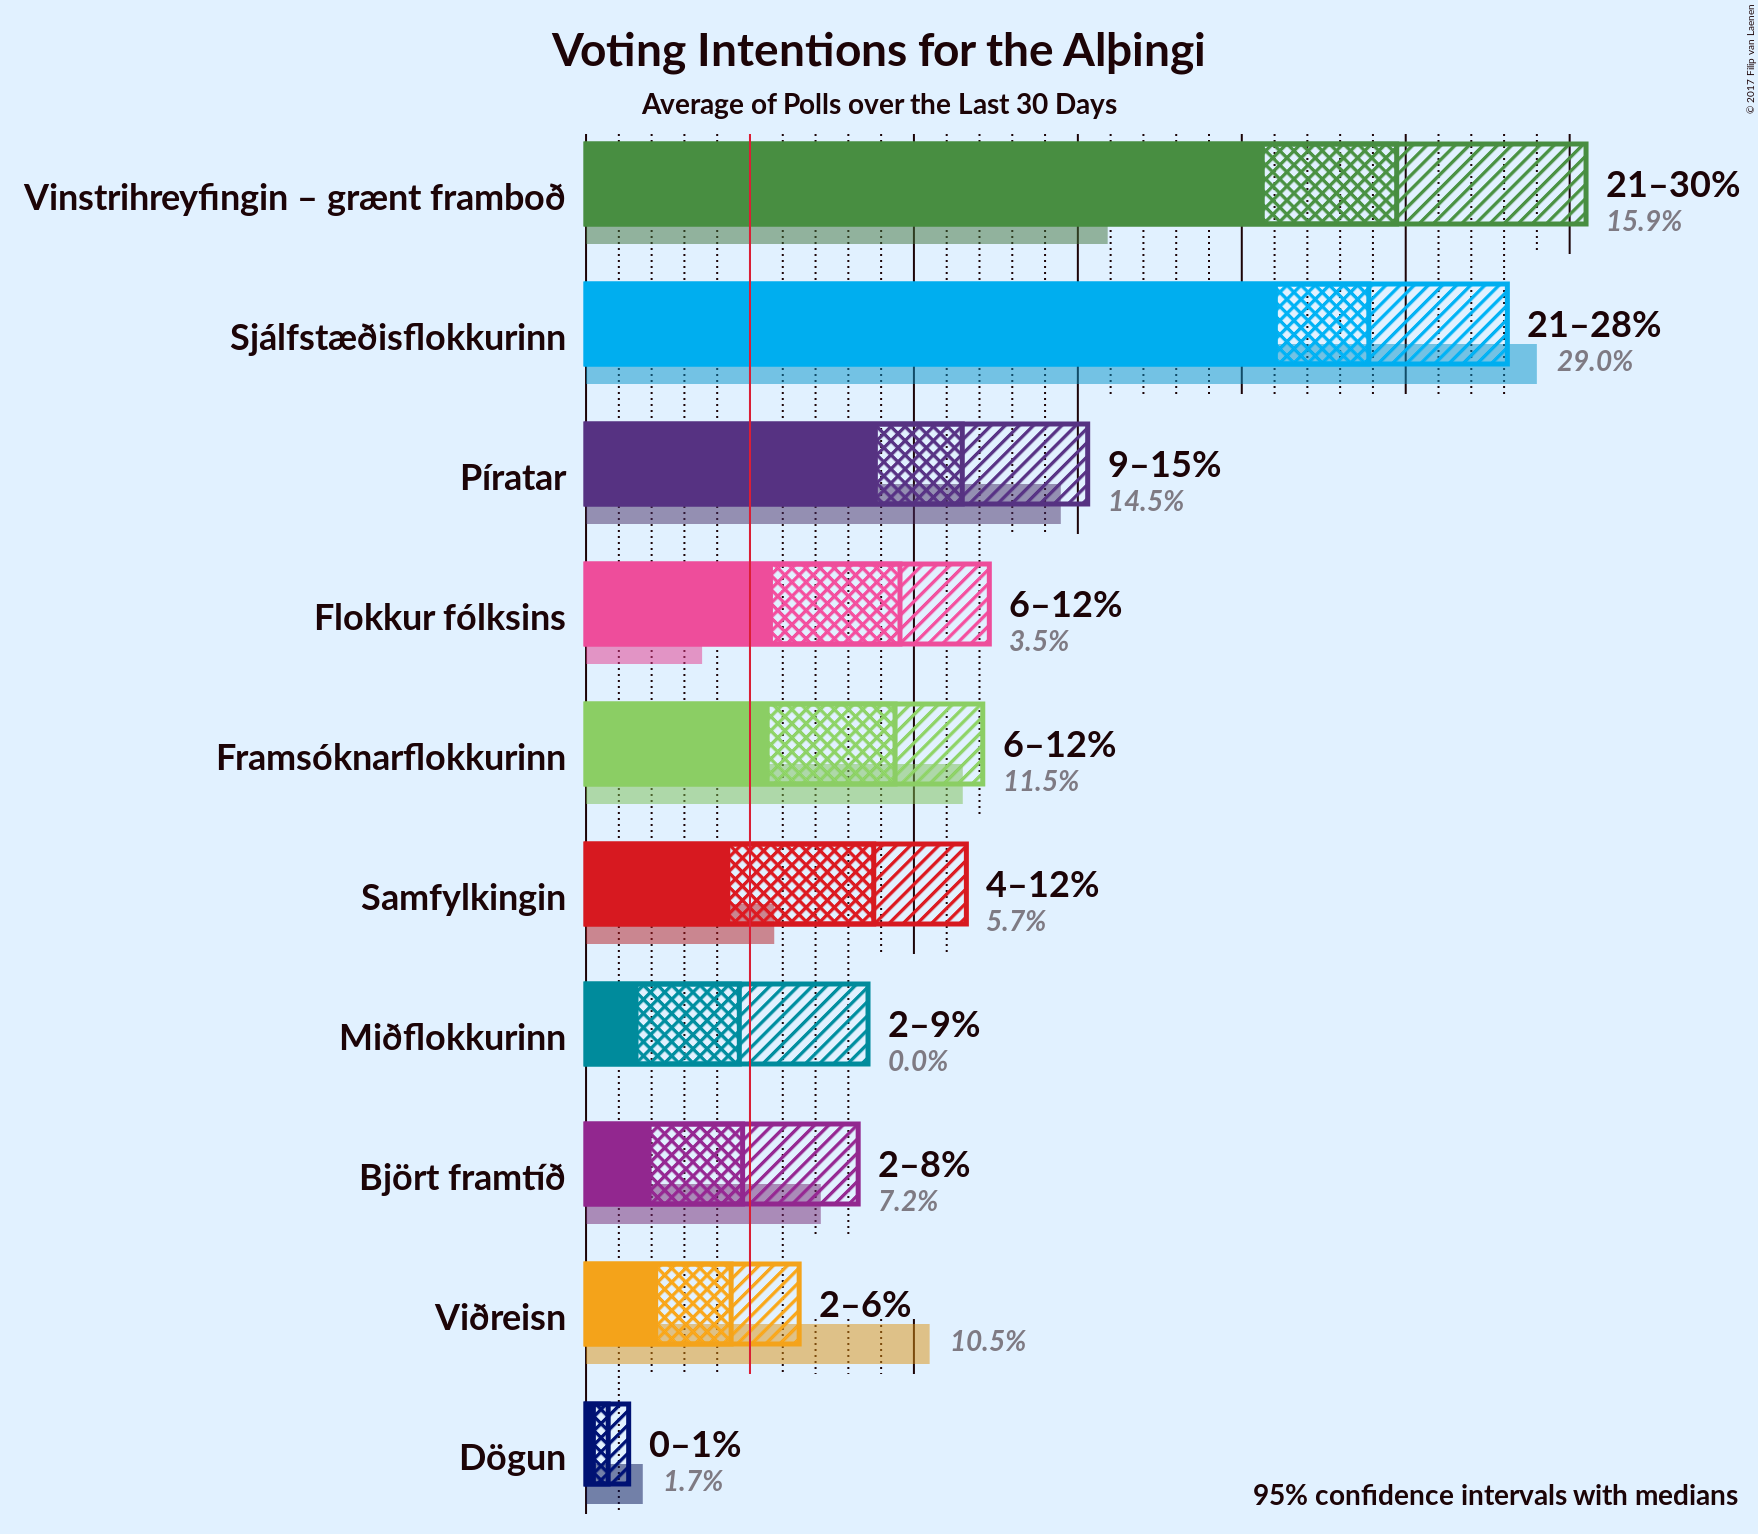 Voting Intentions for the Alþingi
Average of Polls over the Last 30 Days
© 2017 Filip van Laenen
Vinstrihreyfingin – grænt framboð
21–30%
15.9%
Sjálfstæðisflokkurinn
21–28%
29.0%
Píratar
9–15%
14.5%
Flokkur fólksins
6–12%
3.5%
Framsóknarflokkurinn
6–12%
11.5%
Samfylkingin
4–12%
5.7%
Miðflokkurinn
2–9%
0.0%
Björt framtíð
2–8%
7.2%
Viðreisn
2–6%
10.5%
Dögun
0–1%
1.7%
95% confidence intervals with medians